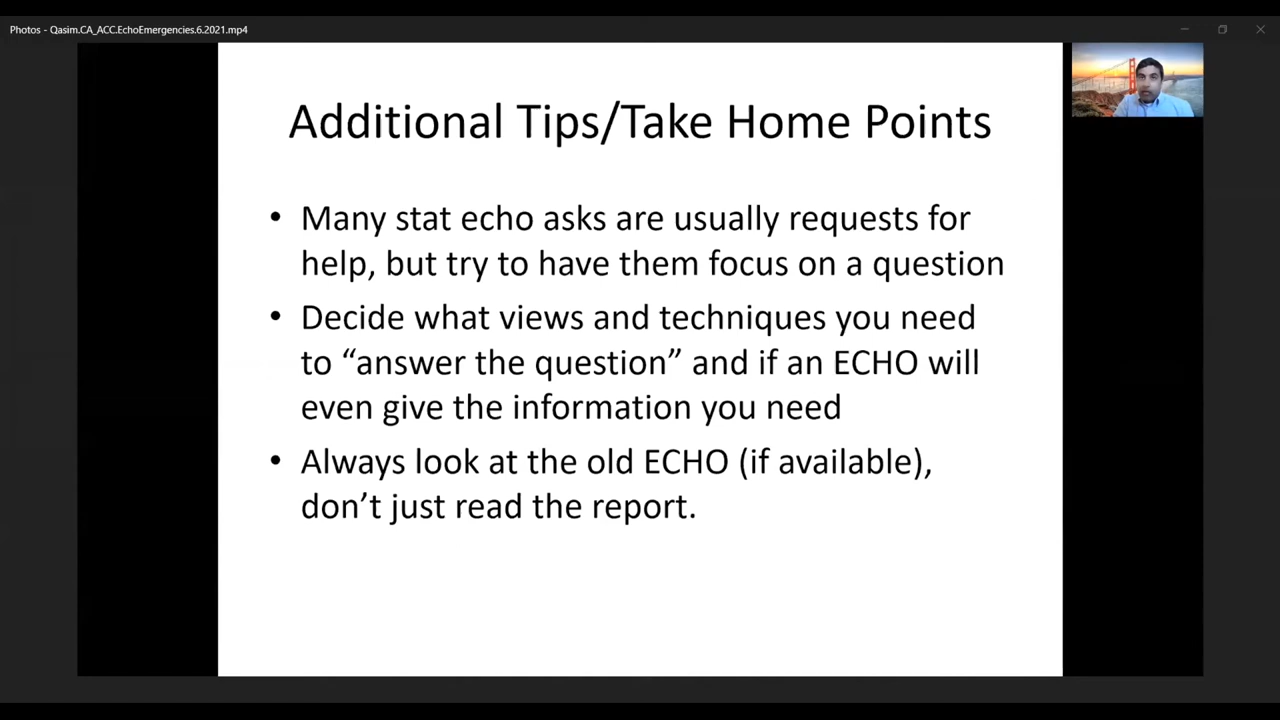 Photos - Qasim.CA_ACC.EchoEmergencies.6.2021.mp4
Additional Tips/Take Home Points
• Many stat echo asks are usually requests for
help, but try to have them focus on a question
• Decide what views and techniques you need
to “answer the question” and if an ECHO will
even give the information you need
• Always look at the old ECHO (if available),
don’t just read the report.